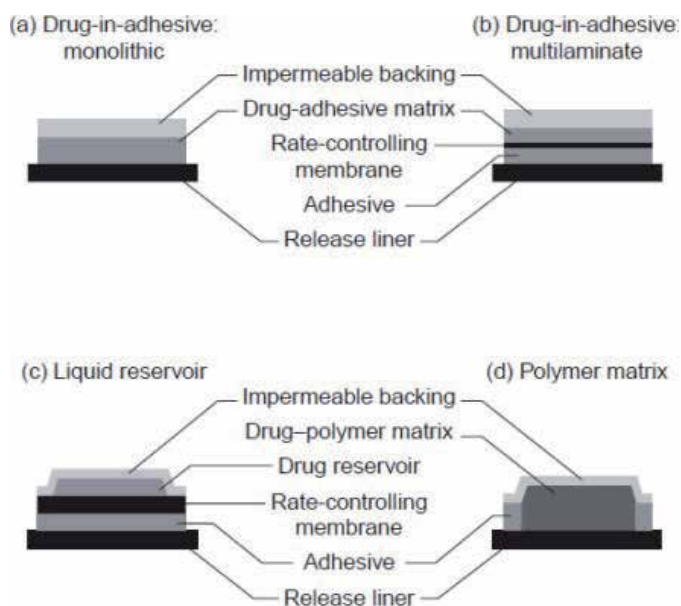 (a) Drug-in-adhesive:
monolithic
(b) Drug-in-adhesive:
multilaminate
Impermeable backing
Drug-adhesive matrix
Rate-controlling
membrane
Adhesive
Release liner
(c) Liquid reservoir
(d) Polymer matrix
Impermeable backing
Drug–polymer matrix
Drug reservoir
Rate-controlling
membrane
Adhesive
Release liner